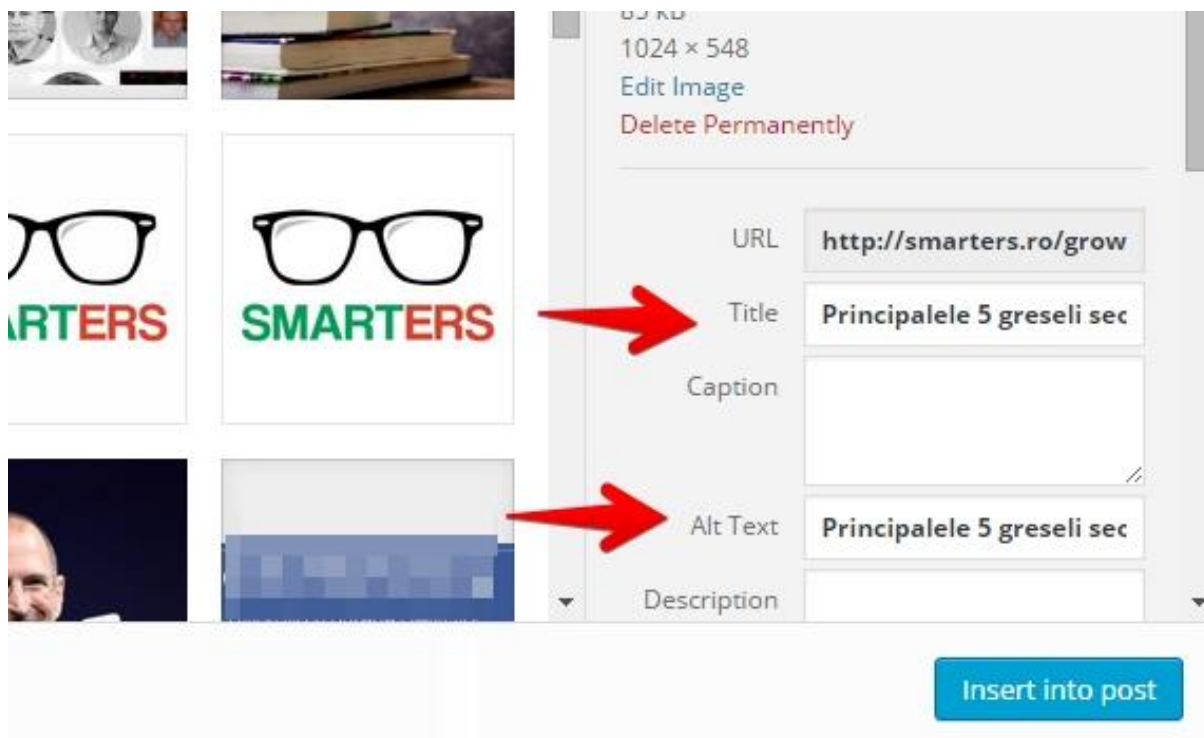 1024 × 548
Edit Image
Delete Permanently
URL http://smarters.ro/grow
ARTERS
SMARTERS
Title Principalele 5 greseli sec
Caption
Alt Text Principalele 5 greseli sec
Description
Insert into post